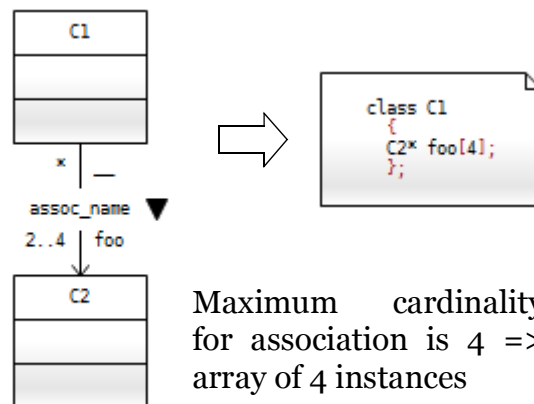 C1
class C1
{
C2* foo[4];
};
*
assoc_name ▼
2..4 foo
C2
Maximum cardinality
for association is 4 =>
array of 4 instances